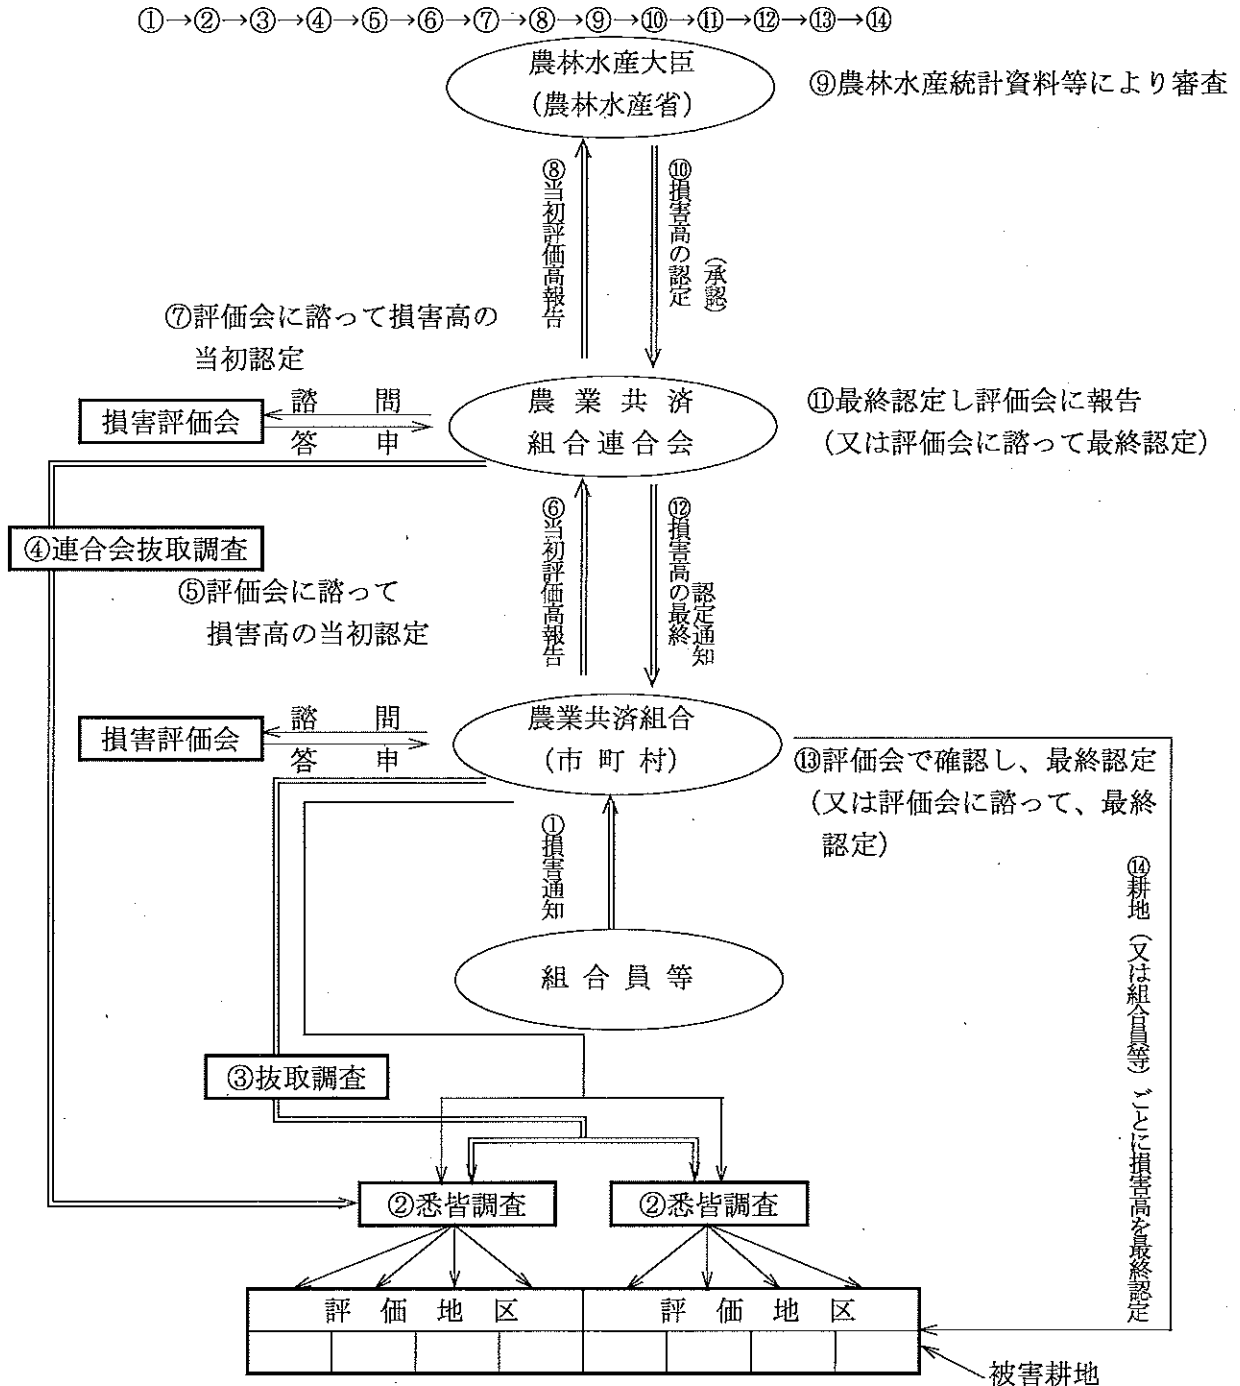 ①→②→③→④→⑤→⑥→⑦→⑧→⑨→⑩→⑪→⑫→⑬→⑭
農林水産大臣
(農林水産省)
⑨農林水産統計資料等により審査
⑧当初評価高報告
⑩損害高の認定
(承認)
⑦評価会に諮って損害高の
当初認定
損害評価会
諮問
答申
農業共済
組合連合会
⑪最終認定し評価会に報告
(又は評価会に諮って最終認定)
④連合会抜取調査
⑤評価会に諮って
損害高の当初認定
⑥当初評価高報告
⑫損害高の最終
認定通知
損害評価会
諮問
答申
農業共済組合
(市町村)
⑬評価会で確認し、最終認定
(又は評価会に諮って、最終
認定)
①損害通知
組合員等
⑭耕地(又は組合員等)ごとに損害高を最終認定
③抜取調査
②悉皆調査
②悉皆調査
評価地区
評価地区
被害耕地